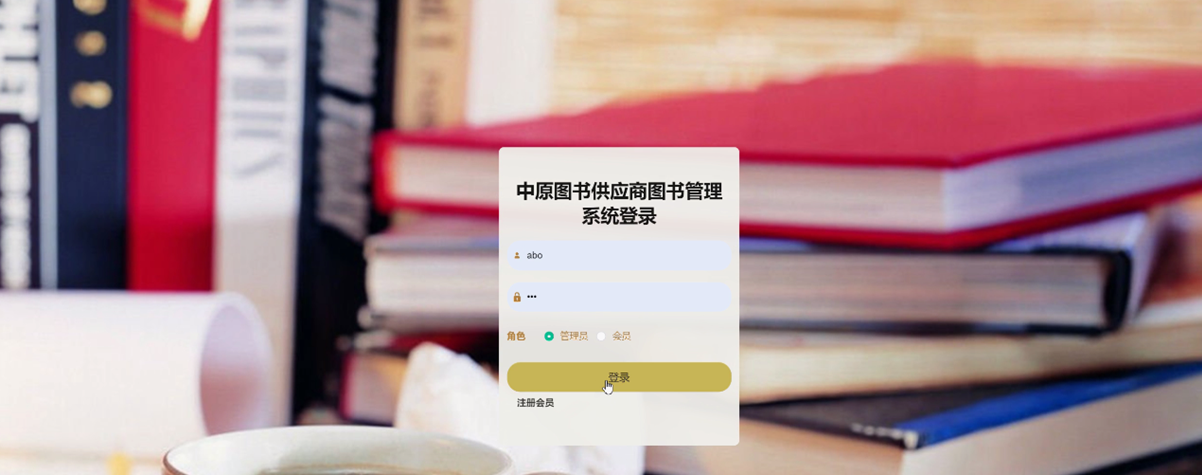 中原图书供应商图书管理
系统登录
abo
•••
角色 管理员 会员
登录
注册会员